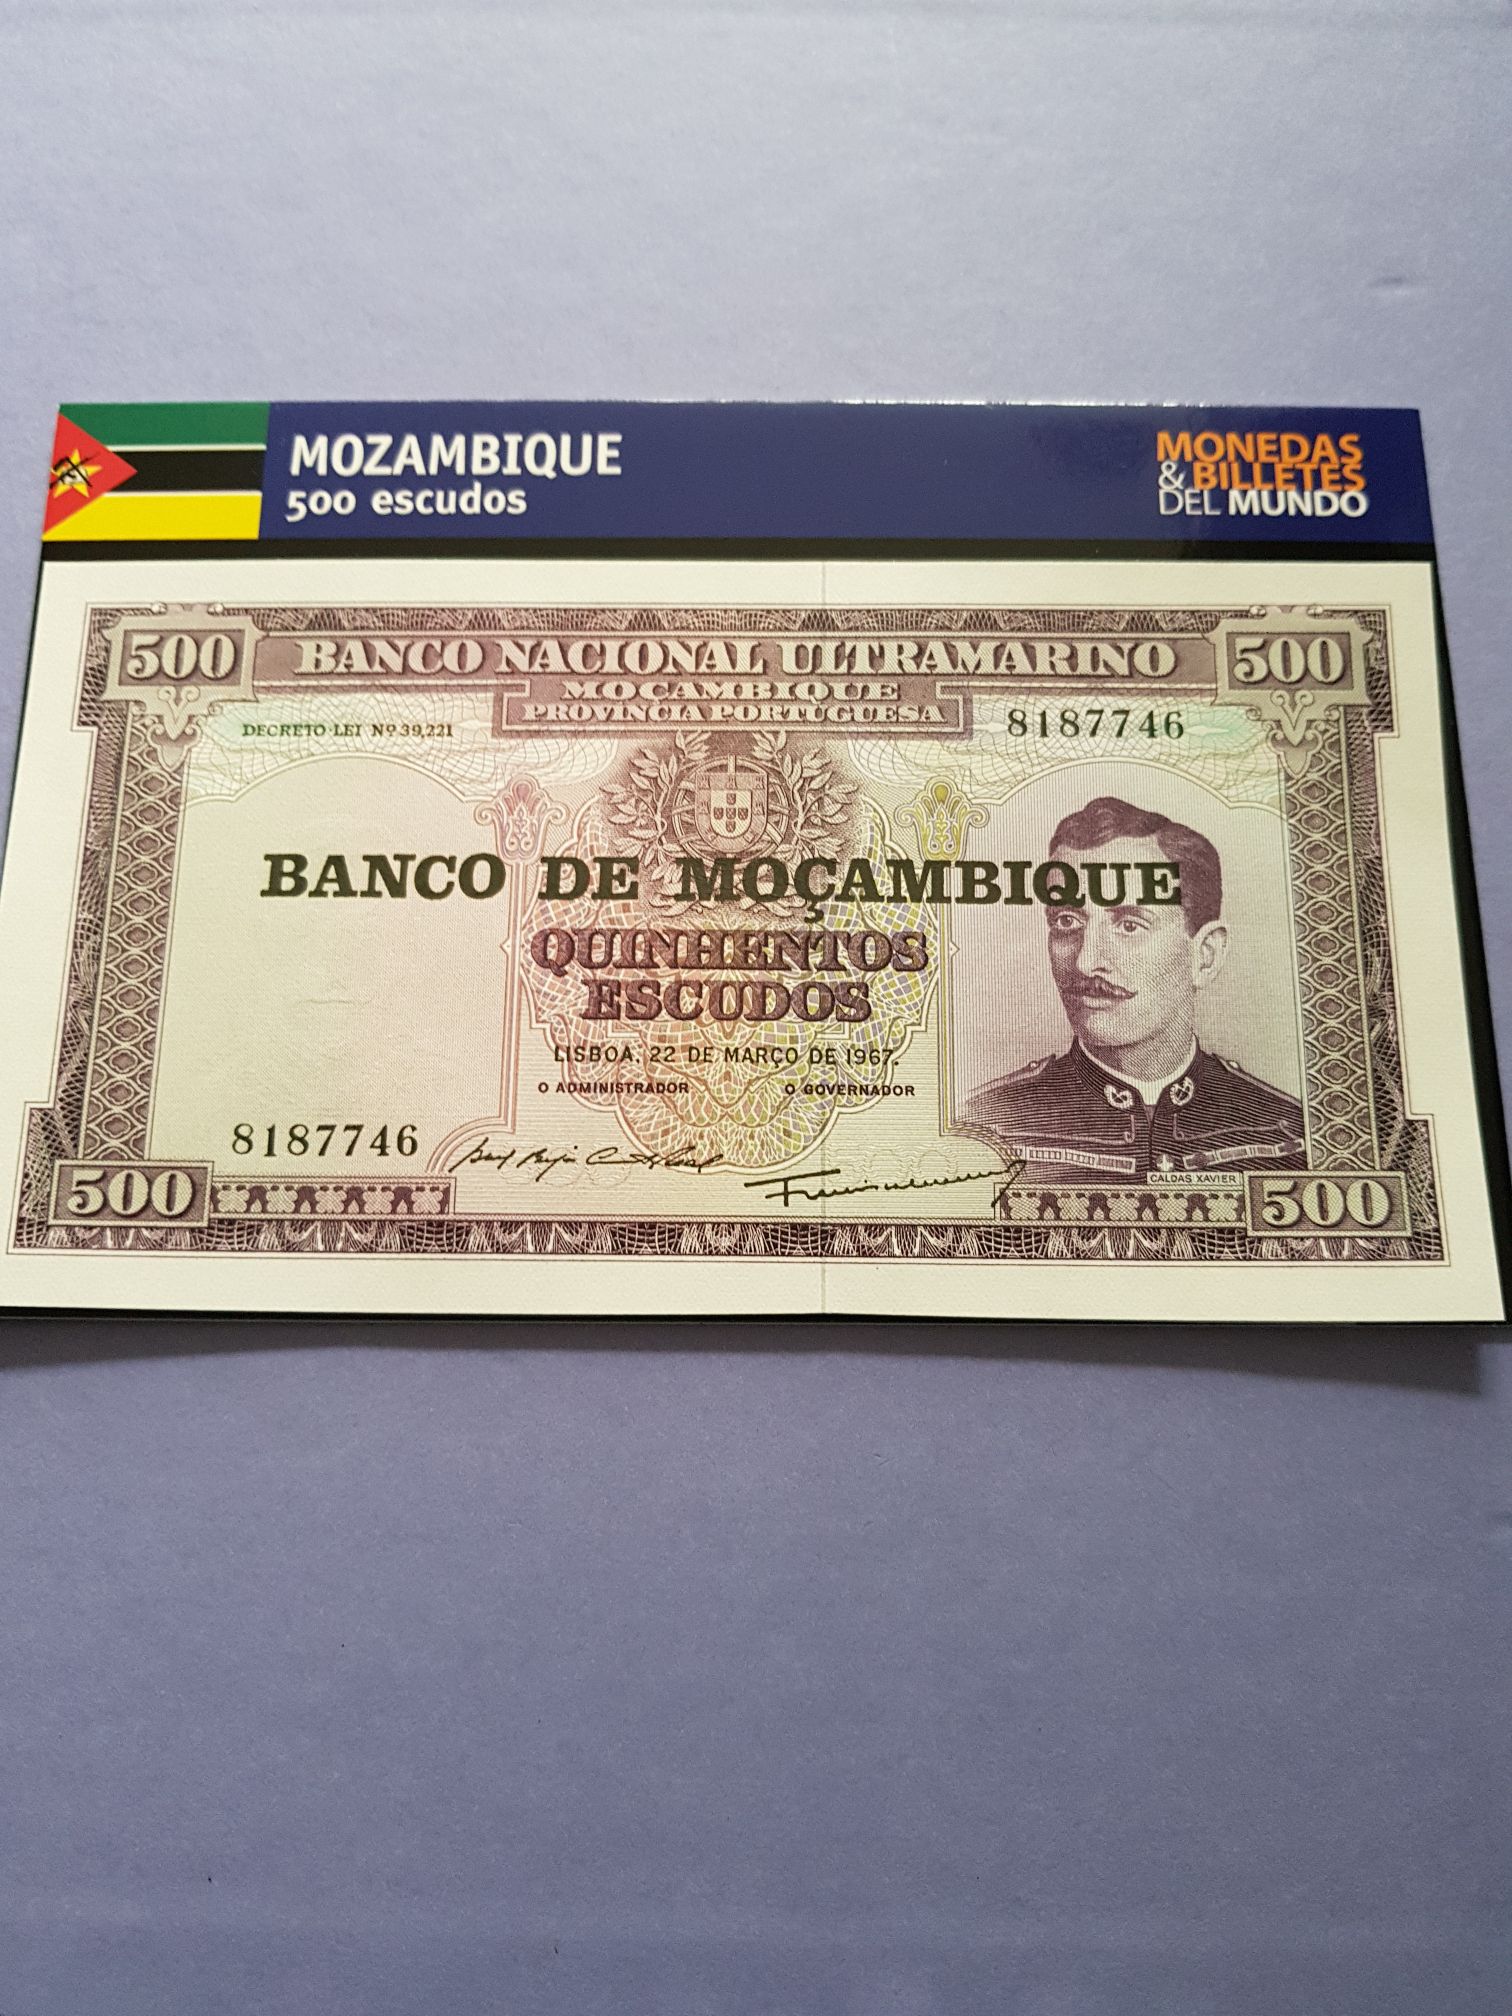 MOZAMBIQUE
500 escudos
MONEDAS
& BILLETES
DEL MUNDO
500 BANCO NACIONAL ULTRAMARINO 500
MOÇAMBIQUE
PROVINCIA PORTUGUESA
DECRETO-LEI Nº 39,221
8187746
BANCO DE MOÇAMBIQUE
QUINHENTOS
ESCUDOS
LISBOA, 22 DE MARÇO DE 1967.
O ADMINISTRADOR O GOVERNADOR
8187746
CALDAS XAVIER
500 500